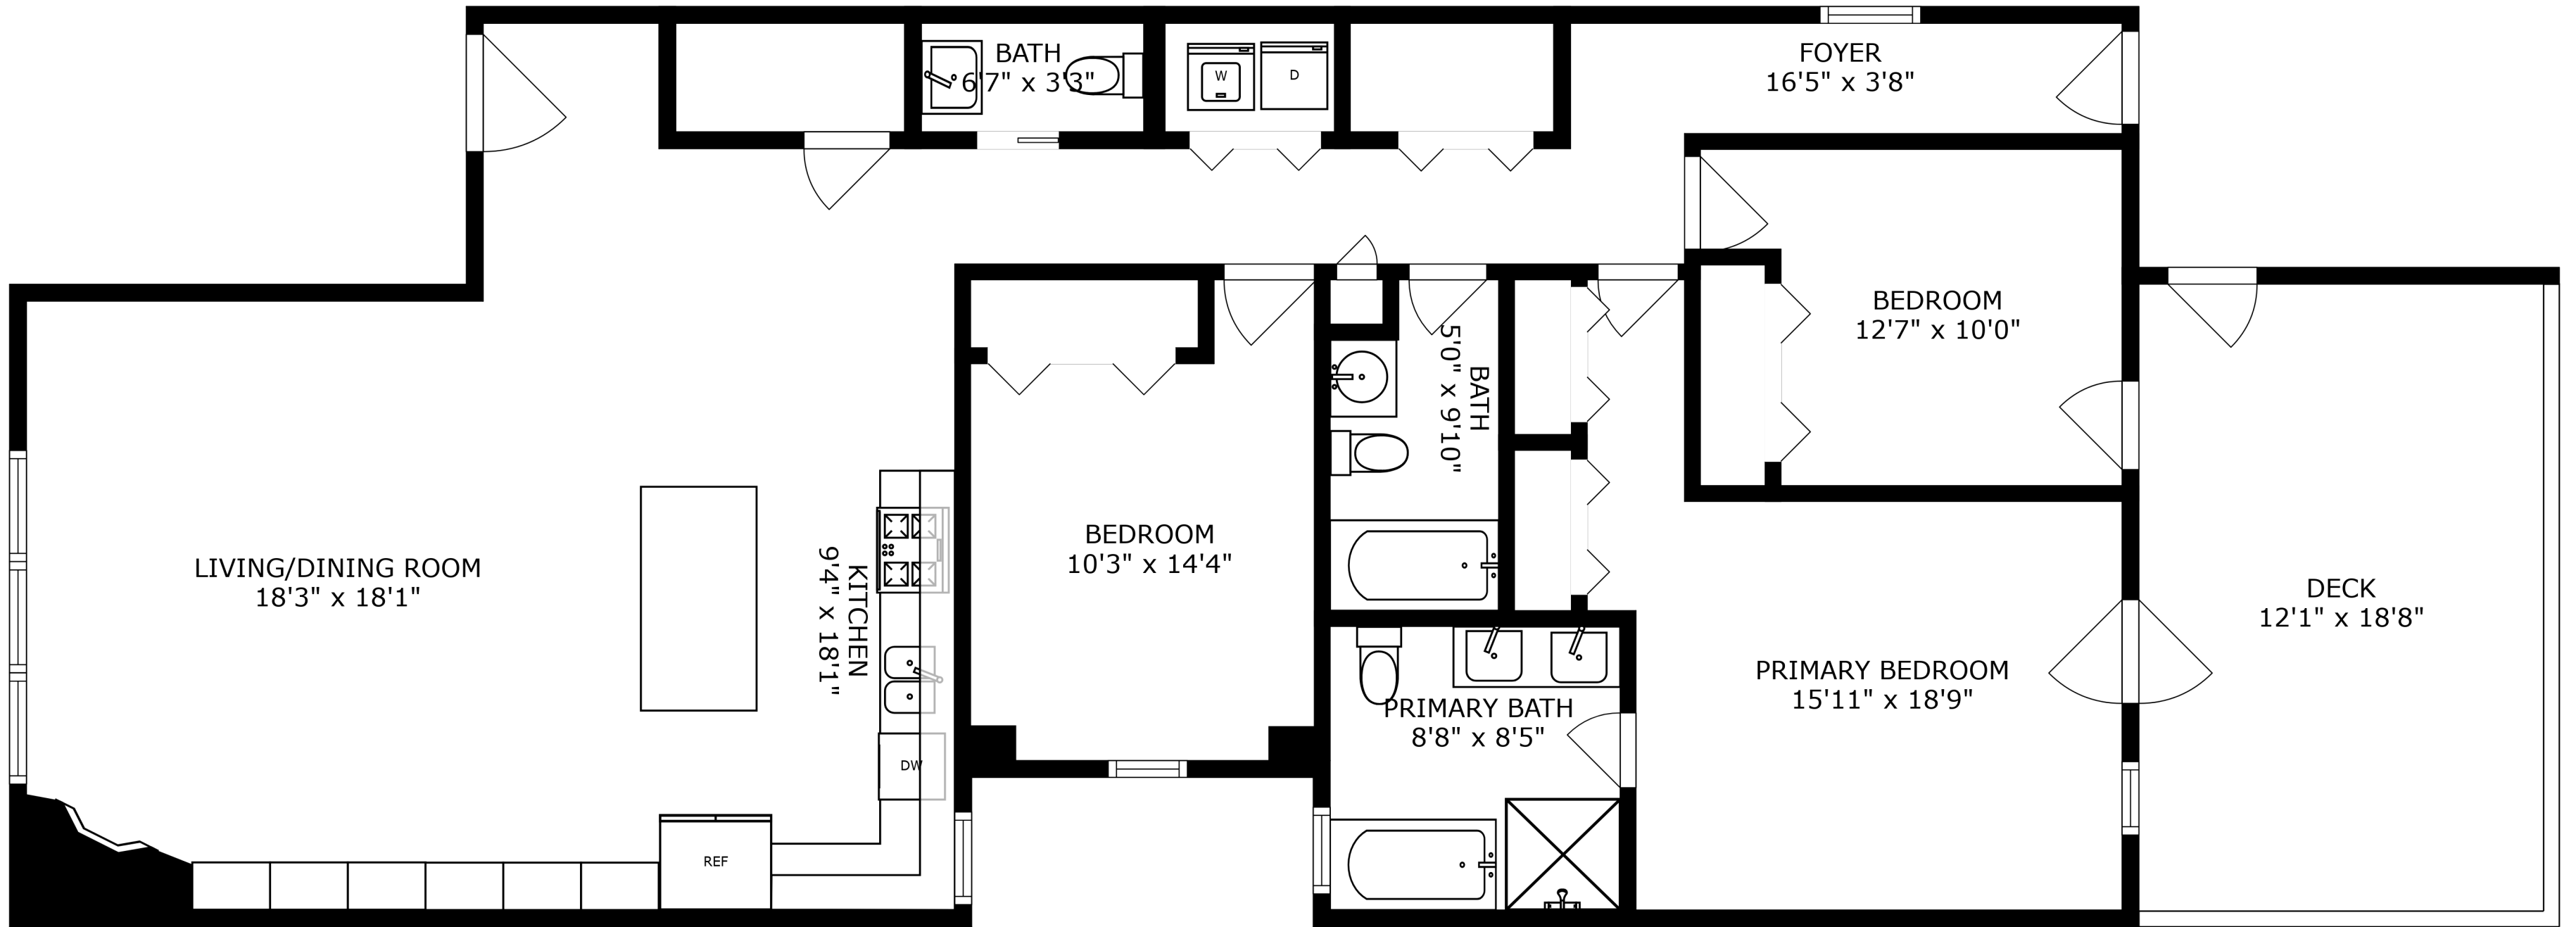 BATH
6'7" x 3'3"
W
D
FOYER
16'5" x 3'8"
BEDROOM
12'7" x 10'0"
BATH
5'0" x 9'10"
LIVING/DINING ROOM
18'3" x 18'1"
KITCHEN
9'4" x 18'1"
BEDROOM
10'3" x 14'4"
DECK
12'1" x 18'8"
PRIMARY BEDROOM
15'11" x 18'9"
PRIMARY BATH
8'8" x 8'5"
DW
REF